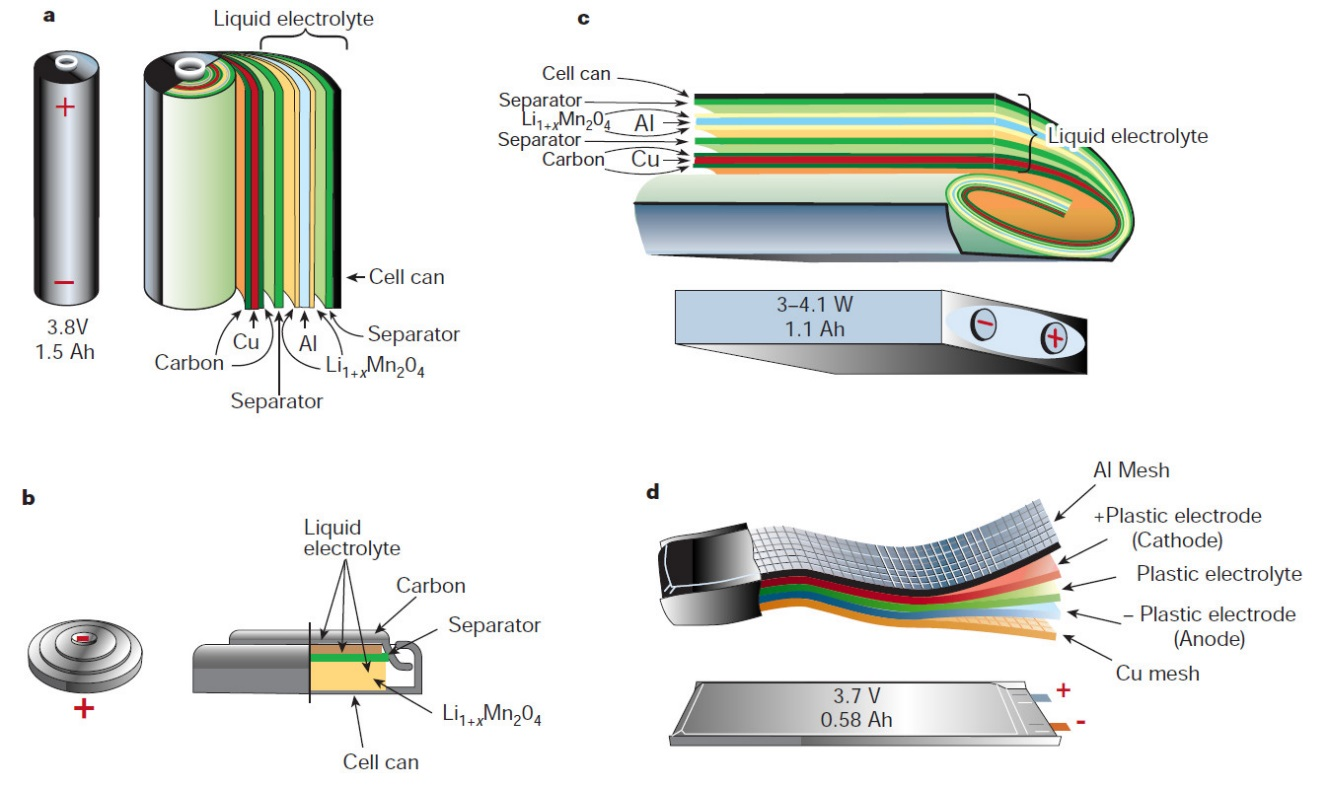 a
Liquid electrolyte
+
−
3.8V
1.5 Ah
Cell can
Separator
Cu
Al
Carbon
Li1+xMn2O4
Separator
c
Cell can
Separator
Li1+xMn2O4
Al
Separator
Carbon
Cu
Liquid electrolyte
3–4.1 W
1.1 Ah
−
+
b
Liquid
electrolyte
Carbon
Separator
Li1+xMn2O4
Cell can
-
+
d
Al Mesh
+Plastic electrode
(Cathode)
Plastic electrolyte
– Plastic electrode
(Anode)
Cu mesh
3.7 V
0.58 Ah
+
-